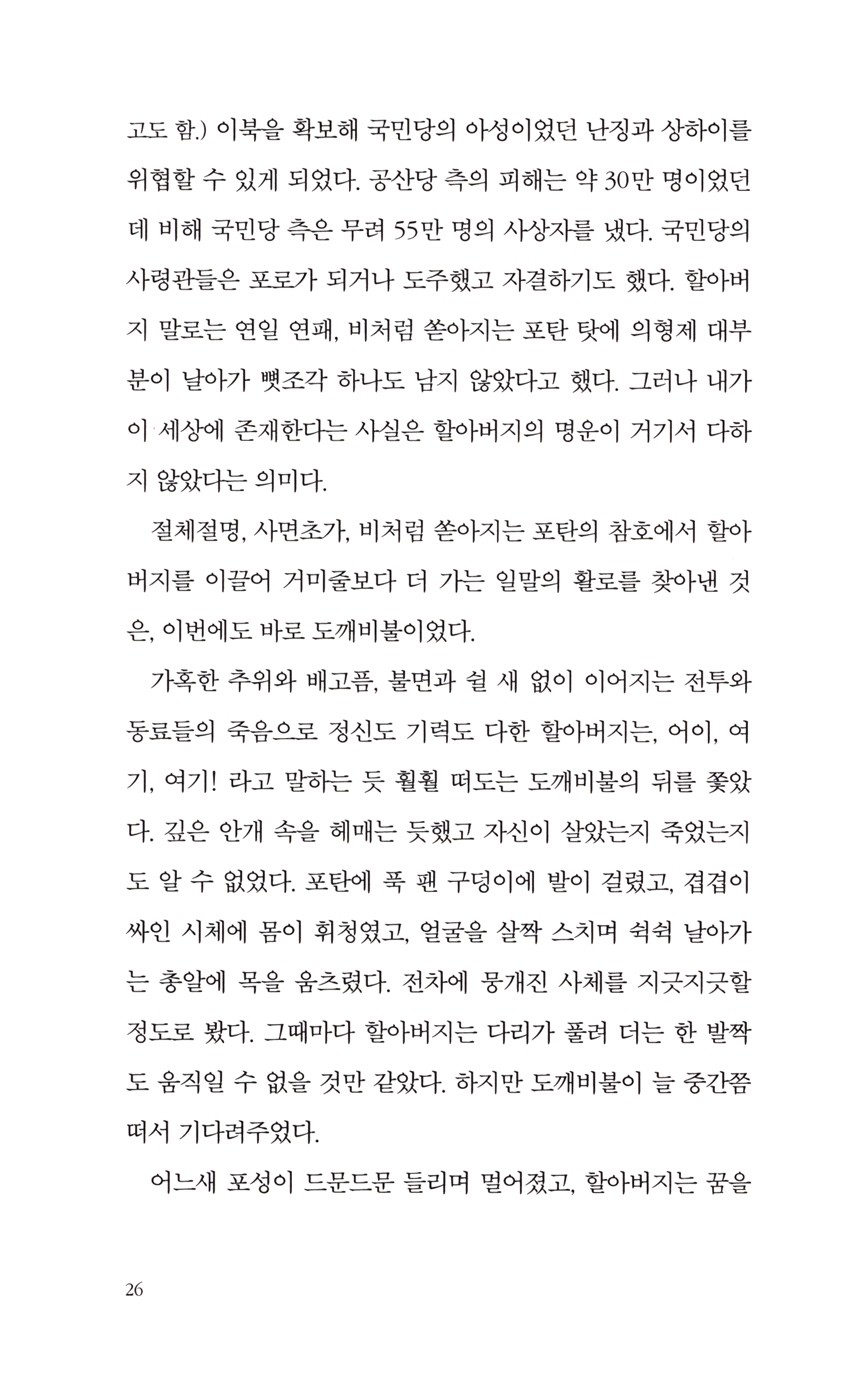 고도 함.) 이북을 확보해 국민당의 아성이었던 난징과 상하이를
위협할 수 있게 되었다. 공산당 측의 피해는 약 30만 명이었던
데 비해 국민당 측은 무려 55만 명의 사상자를 냈다. 국민당의
사령관들은 포로가 되거나 도주했고 자결하기도 했다. 할아버
지 말로는 연일 연패, 비처럼 쏟아지는 포탄 탓에 의형제 대부
분이 날아가 뼛조각 하나도 남지 않았다고 했다. 그러나 내가
이 세상에 존재한다는 사실은 할아버지의 명운이 거기서 다하
지 않았다는 의미다.
절체절명, 사면초가, 비처럼 쏟아지는 포탄의 참호에서 할아
버지를 이끌어 거미줄보다 더 가는 일말의 활로를 찾아낸 것
은, 이번에도 바로 도깨비불이었다.
가혹한 추위와 배고픔, 불면과 쉴 새 없이 이어지는 전투와
동료들의 죽음으로 정신도 기력도 다한 할아버지는, 어이, 여
기, 여기! 라고 말하는 듯 훨훨 떠도는 도깨비불의 뒤를 쫓았
다. 깊은 안개 속을 헤매는 듯했고 자신이 살았는지 죽었는지
도 알 수 없었다. 포탄에 푹 팬 구덩이에 발이 걸렸고, 겹겹이
싸인 시체에 몸이 휘청였고, 얼굴을 살짝 스치며 쉭쉭 날아가
는 총알에 목을 움츠렸다. 전차에 뭉개진 사체를 지긋지긋할
정도로 봤다. 그때마다 할아버지는 다리가 풀려 더는 한 발짝
도 움직일 수 없을 것만 같았다. 하지만 도깨비불이 늘 중간쯤
떠서 기다려주었다.
어느새 포성이 드문드문 들리며 멀어졌고, 할아버지는 꿈을
26